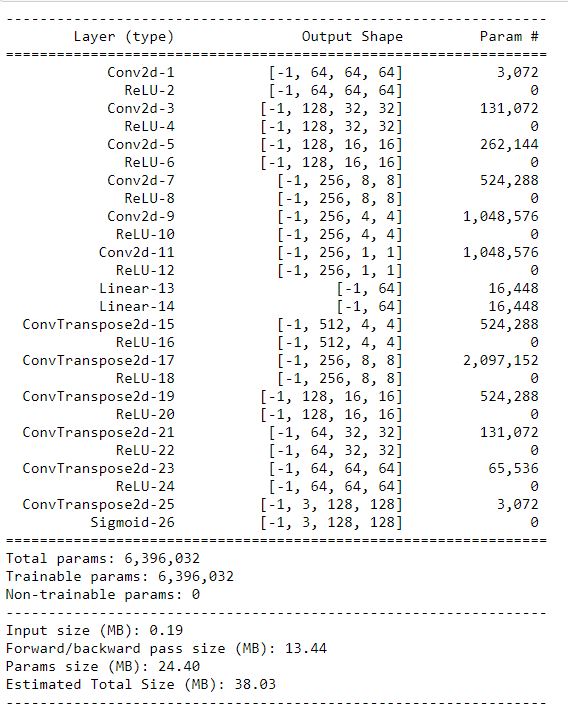 ----------------------------------------------------------------
        Layer (type)               Output Shape         Param #
================================================================
            Conv2d-1           [-1, 64, 64, 64]           3,072
              ReLU-2           [-1, 64, 64, 64]               0
            Conv2d-3          [-1, 128, 32, 32]         131,072
              ReLU-4          [-1, 128, 32, 32]               0
            Conv2d-5          [-1, 128, 16, 16]         262,144
              ReLU-6          [-1, 128, 16, 16]               0
            Conv2d-7            [-1, 256, 8, 8]         524,288
              ReLU-8            [-1, 256, 8, 8]               0
            Conv2d-9            [-1, 256, 4, 4]       1,048,576
             ReLU-10            [-1, 256, 4, 4]               0
           Conv2d-11            [-1, 256, 1, 1]       1,048,576
             ReLU-12            [-1, 256, 1, 1]               0
           Linear-13                   [-1, 64]          16,448
           Linear-14                   [-1, 64]          16,448
  ConvTranspose2d-15            [-1, 512, 4, 4]         524,288
             ReLU-16            [-1, 512, 4, 4]               0
  ConvTranspose2d-17            [-1, 256, 8, 8]       2,097,152
             ReLU-18            [-1, 256, 8, 8]               0
  ConvTranspose2d-19          [-1, 128, 16, 16]         524,288
             ReLU-20          [-1, 128, 16, 16]               0
  ConvTranspose2d-21           [-1, 64, 32, 32]         131,072
             ReLU-22           [-1, 64, 32, 32]               0
  ConvTranspose2d-23           [-1, 64, 64, 64]          65,536
             ReLU-24           [-1, 64, 64, 64]               0
  ConvTranspose2d-25          [-1, 3, 128, 128]           3,072
          Sigmoid-26          [-1, 3, 128, 128]               0
================================================================
Total params: 6,396,032
Trainable params: 6,396,032
Non-trainable params: 0
----------------------------------------------------------------
Input size (MB): 0.19
Forward/backward pass size (MB): 13.44
Params size (MB): 24.40
Estimated Total Size (MB): 38.03
----------------------------------------------------------------